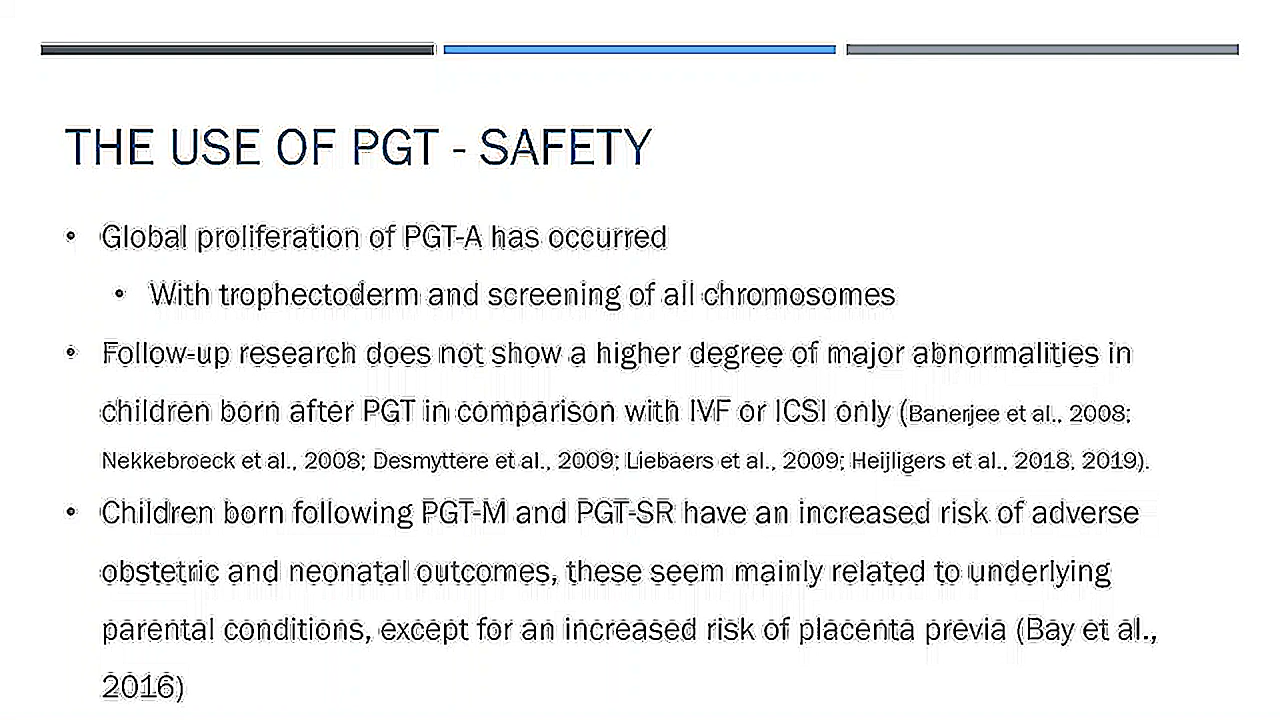 THE USE OF PGT - SAFETY
• Global proliferation of PGT-A has occurred
• With trophectoderm and screening of all chromosomes
• Follow-up research does not show a higher degree of major abnormalities in
children born after PGT in comparison with IVF or ICSI only (Banerjee et al., 2008;
Nekkebroeck et al., 2008; Desmyttere et al., 2009; Liebaers et al., 2009; Heijligers et al., 2018, 2019).
• Children born following PGT-M and PGT-SR have an increased risk of adverse
obstetric and neonatal outcomes, these seem mainly related to underlying
parental conditions, except for an increased risk of placenta previa (Bay et al.,
2016)